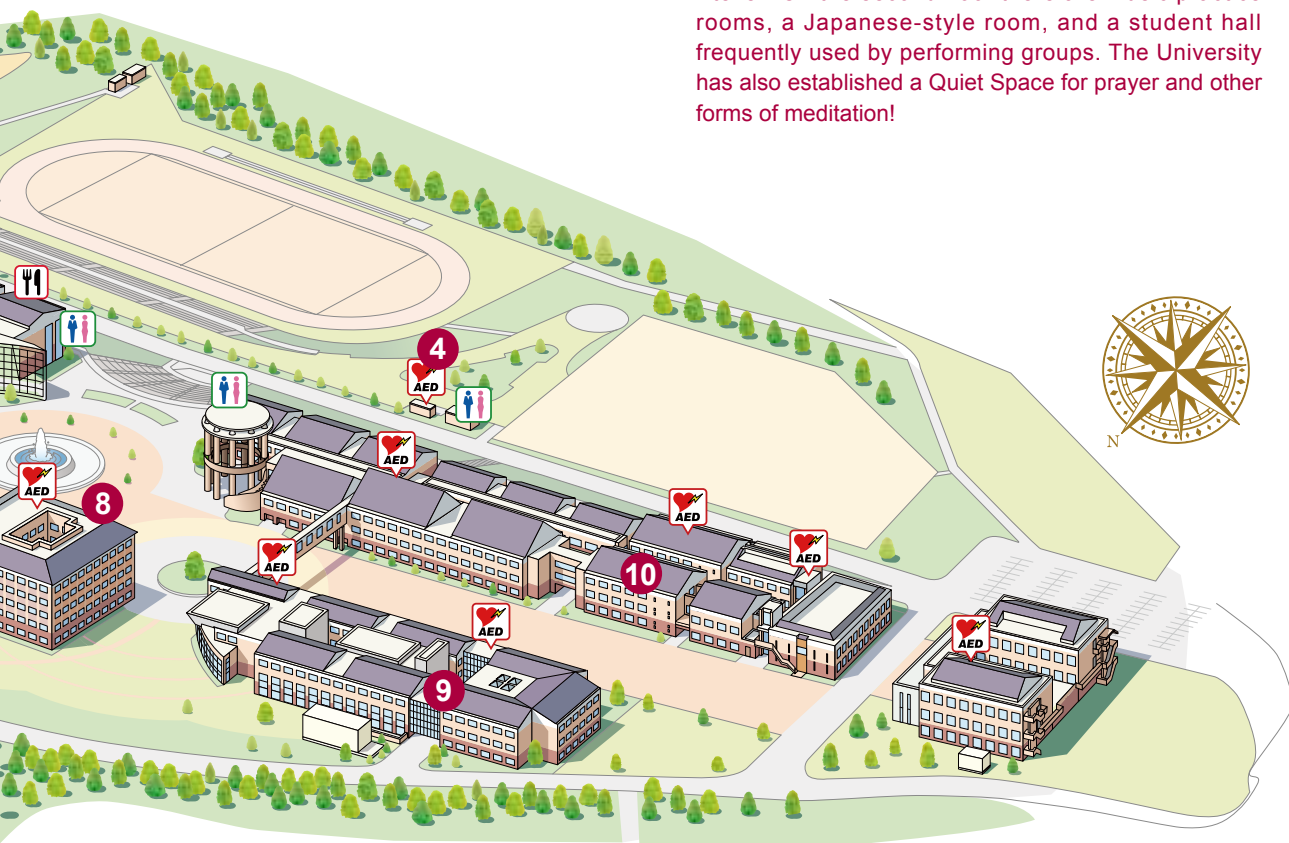 rooms, a Japanese-style room, and a student hall
frequently used by performing groups. The University
has also established a Quiet Space for prayer and other
forms of meditation!
4
AED
AED
AED
8
AED
AED
AED
10
AED
AED
AED
9
N